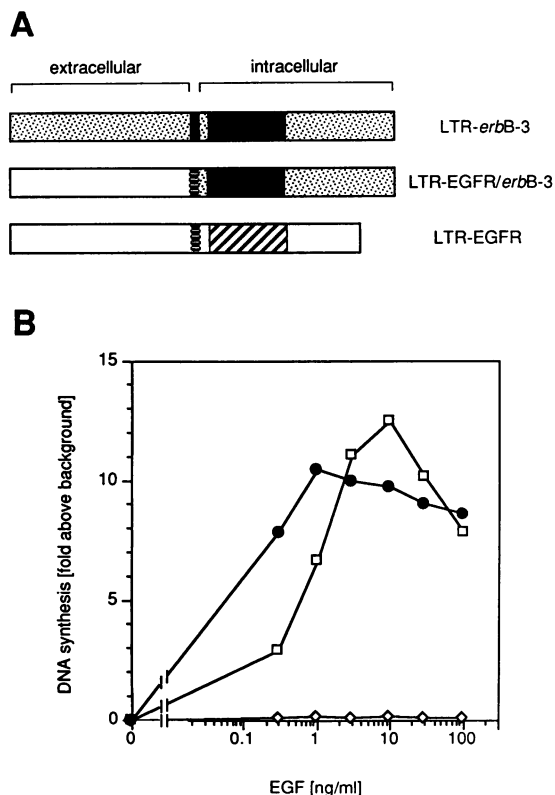 A
extracellular intracellular
LTR-erbB-3
LTR-EGFR/erbB-3
LTR-EGFR
B
DNA synthesis [fold above background]
15
10
5
0
0 0.1 1 10 100
EGF [ng/ml]